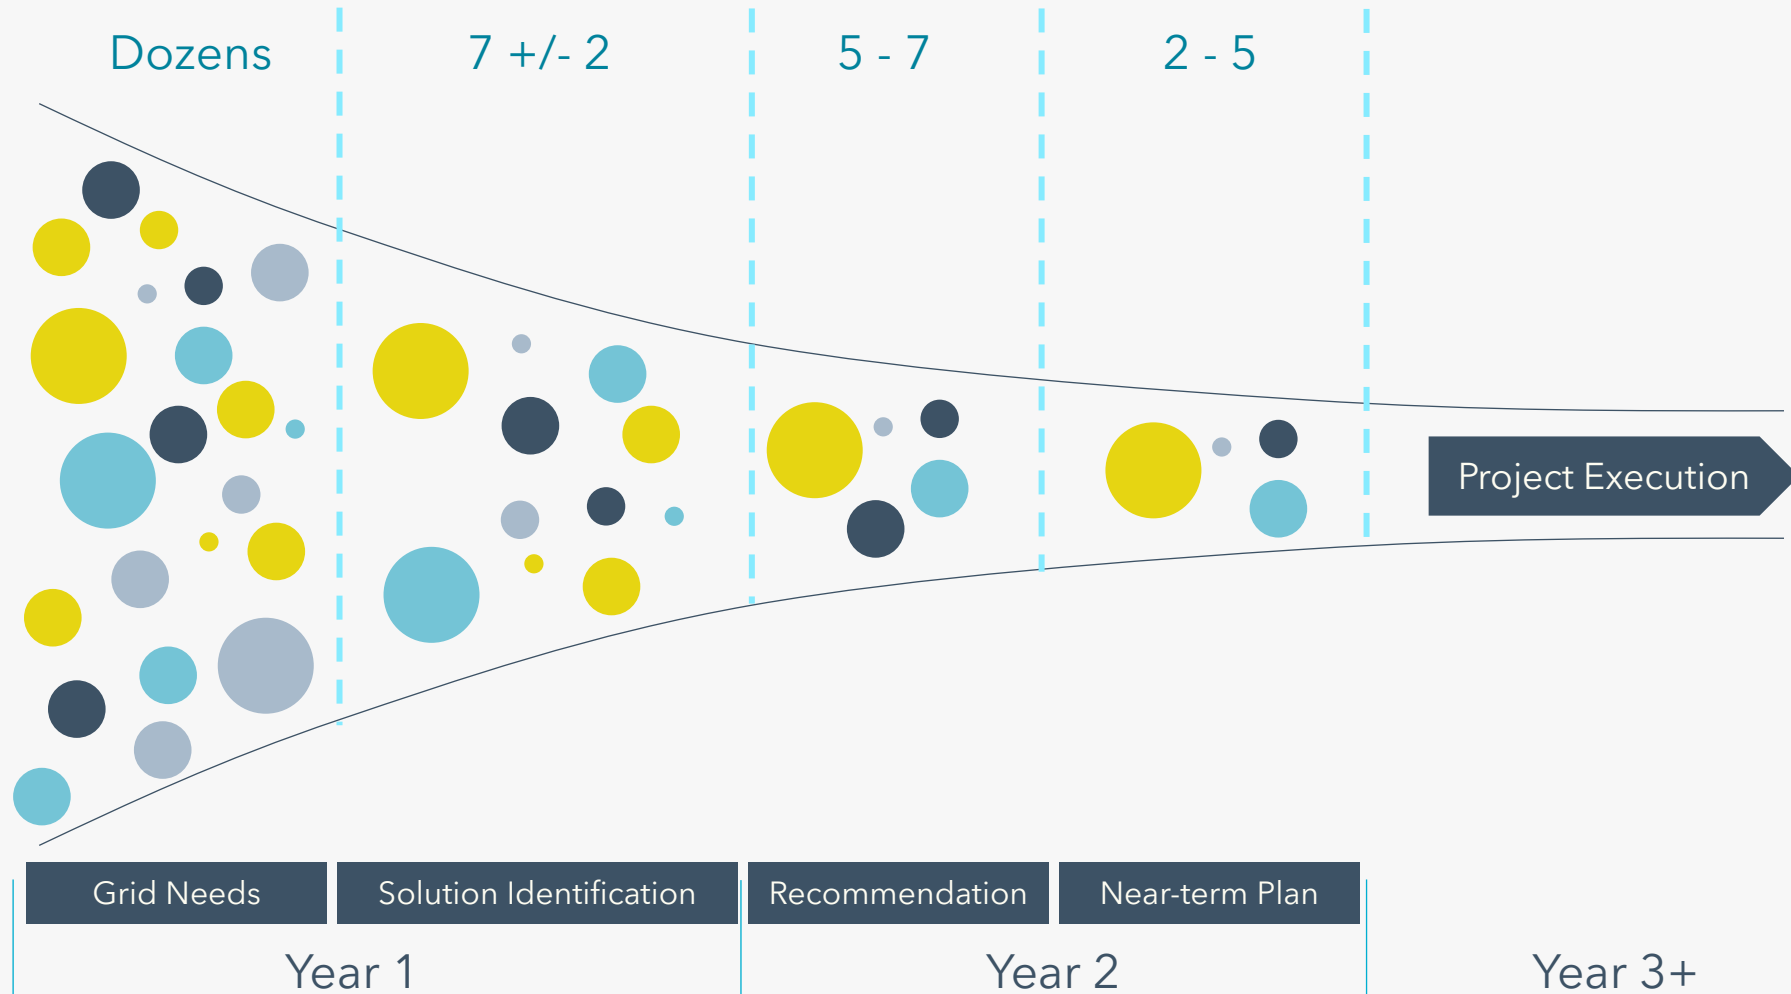 Dozens
7 +/- 2
5 - 7
2 - 5
Project Execution
Grid Needs
Solution Identification
Recommendation
Near-term Plan
Year 1
Year 2
Year 3+